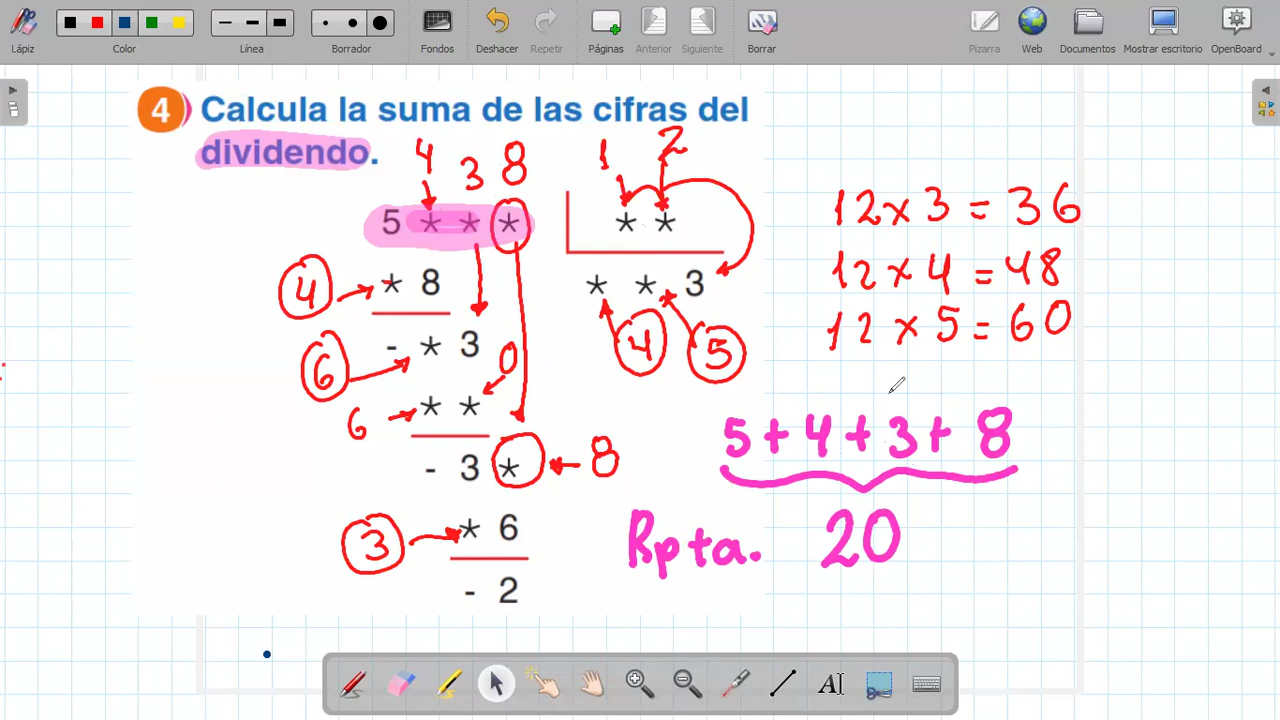 Lápiz Color Línea Borrador Fondos Deshacer Repetir Páginas Anterior Siguiente Borrar Pizarra Web Documentos Mostrar escritorio OpenBoard
4 Calcula la suma de las cifras del
dividendo.
4 3 8 1 2
5 * * * * *
4 * 8 * * 3
4 5
6 - * 3
0
6 * *
- 3 * 8
3 * 6
- 2
12 x 3 = 36
12 x 4 = 48
12 x 5 = 60
5 + 4 + 3 + 8
Rpta. 20